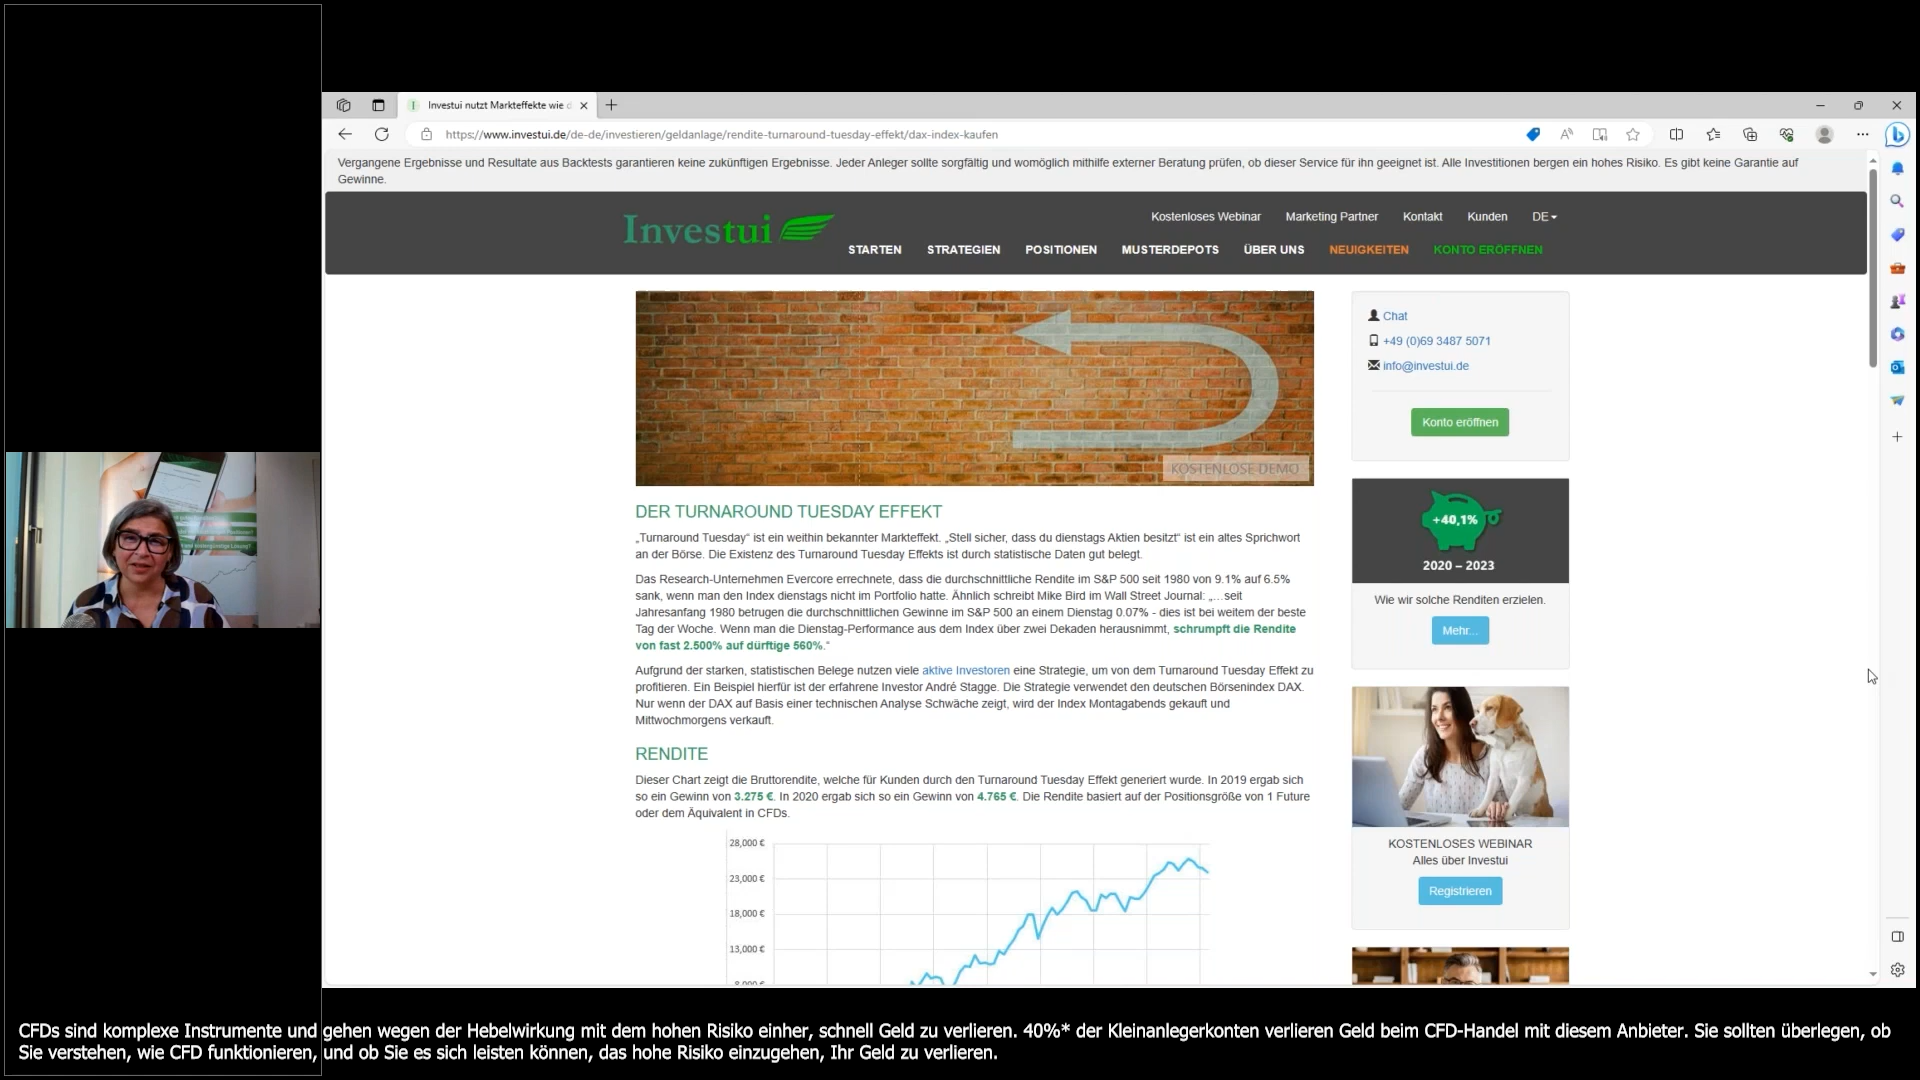 Investui nutzt Markteffekte wie d
https://www.investui.de/de-de/investieren/geldanlage/rendite-turnaround-tuesday-effekt/dax-index-kaufen
Vergangene Ergebnisse und Resultate aus Backtests garantieren keine zukünftigen Ergebnisse. Jeder Anleger sollte sorgfältig und womöglich mithilfe externer Beratung prüfen, ob dieser Service für ihn geeignet ist. Alle Investitionen bergen ein hohes Risiko. Es gibt keine Garantie auf
Gewinne.
Investui
Kostenloses Webinar Marketing Partner Kontakt Kunden DE
STARTEN STRATEGIEN POSITIONEN MUSTERDEPOTS ÜBER UNS NEUIGKEITEN KONTO ERÖFFNEN
KOSTENLOSE DEMO
DER TURNAROUND TUESDAY EFFEKT
„Turnaround Tuesday“ ist ein weithin bekannter Markteffekt. „Stell sicher, dass du dienstags Aktien besitzt“ ist ein altes Sprichwort
an der Börse. Die Existenz des Turnaround Tuesday Effekts ist durch statistische Daten gut belegt.
Das Research-Unternehmen Evercore errechnete, dass die durchschnittliche Rendite im S&P 500 seit 1980 von 9.1% auf 6.5%
sank, wenn man den Index dienstags nicht im Portfolio hatte. Ähnlich schreibt Mike Bird im Wall Street Journal: „…seit
Jahresanfang 1980 betrugen die durchschnittlichen Gewinne im S&P 500 an einem Dienstag 0.07% - dies ist bei weitem der beste
Tag der Woche. Wenn man die Dienstag-Performance aus dem Index über zwei Dekaden herausnimmt, schrumpft die Rendite
von fast 2.500% auf dürftige 560%.“
Aufgrund der starken, statistischen Belege nutzen viele aktive Investoren eine Strategie, um von dem Turnaround Tuesday Effekt zu
profitieren. Ein Beispiel hierfür ist der erfahrene Investor André Stagge. Die Strategie verwendet den deutschen Börsenindex DAX.
Nur wenn der DAX auf Basis einer technischen Analyse Schwäche zeigt, wird der Index Montagabends gekauft und
Mittwochmorgens verkauft.
RENDITE
Dieser Chart zeigt die Bruttorendite, welche für Kunden durch den Turnaround Tuesday Effekt generiert wurde. In 2019 ergab sich
so ein Gewinn von 3.275 €. In 2020 ergab sich so ein Gewinn von 4.765 €. Die Rendite basiert auf der Positionsgröße von 1 Future
oder dem Äquivalent in CFDs.
28,000 €
23,000 €
18,000 €
13,000 €
8,000 €
Chat
+49 (0)69 3487 5071
info@investui.de
Konto eröffnen
+40,1%
2020 – 2023
Wie wir solche Renditen erzielen.
Mehr...
KOSTENLOSES WEBINAR
Alles über Investui
Registrieren
CFDs sind komplexe Instrumente und gehen wegen der Hebelwirkung mit dem hohen Risiko einher, schnell Geld zu verlieren. 40%* der Kleinanlegerkonten verlieren Geld beim CFD-Handel mit diesem Anbieter. Sie sollten überlegen, ob
Sie verstehen, wie CFD funktionieren, und ob Sie es sich leisten können, das hohe Risiko einzugehen, Ihr Geld zu verlieren.